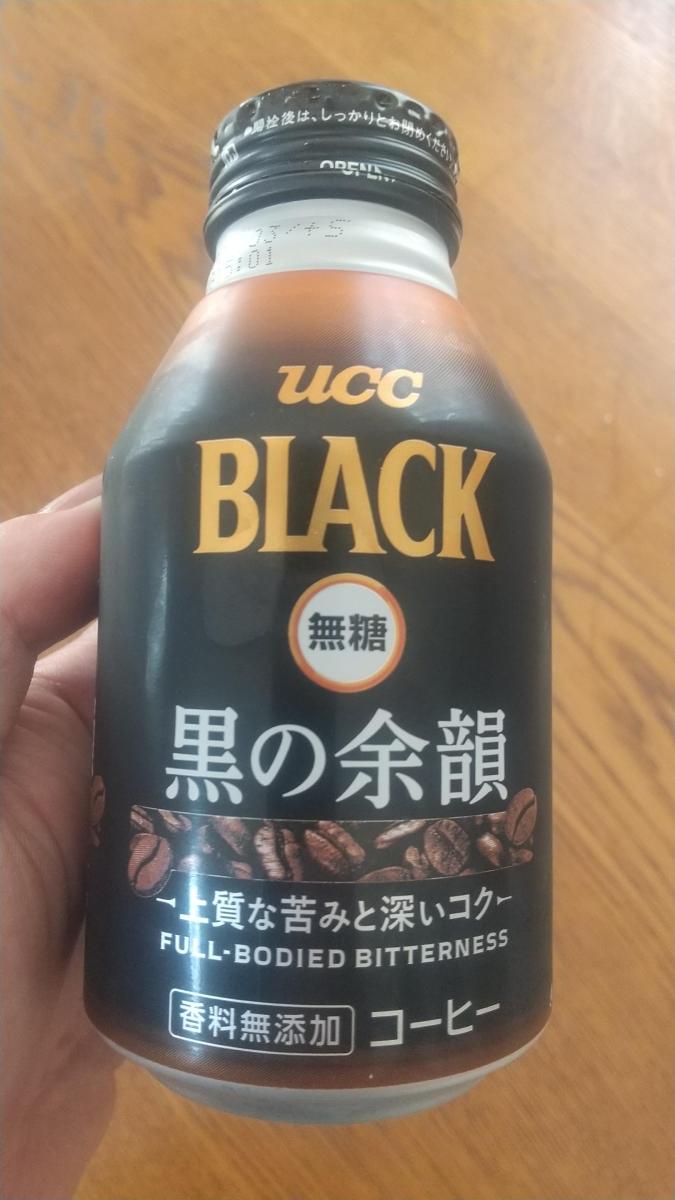 ●開栓後は、しっかりとお閉めください
OPEN
ucc
BLACK
無糖
黒の余韻
上質な苦みと深いコク
FULL-BODIED BITTERNESS
香料無添加 コーヒー